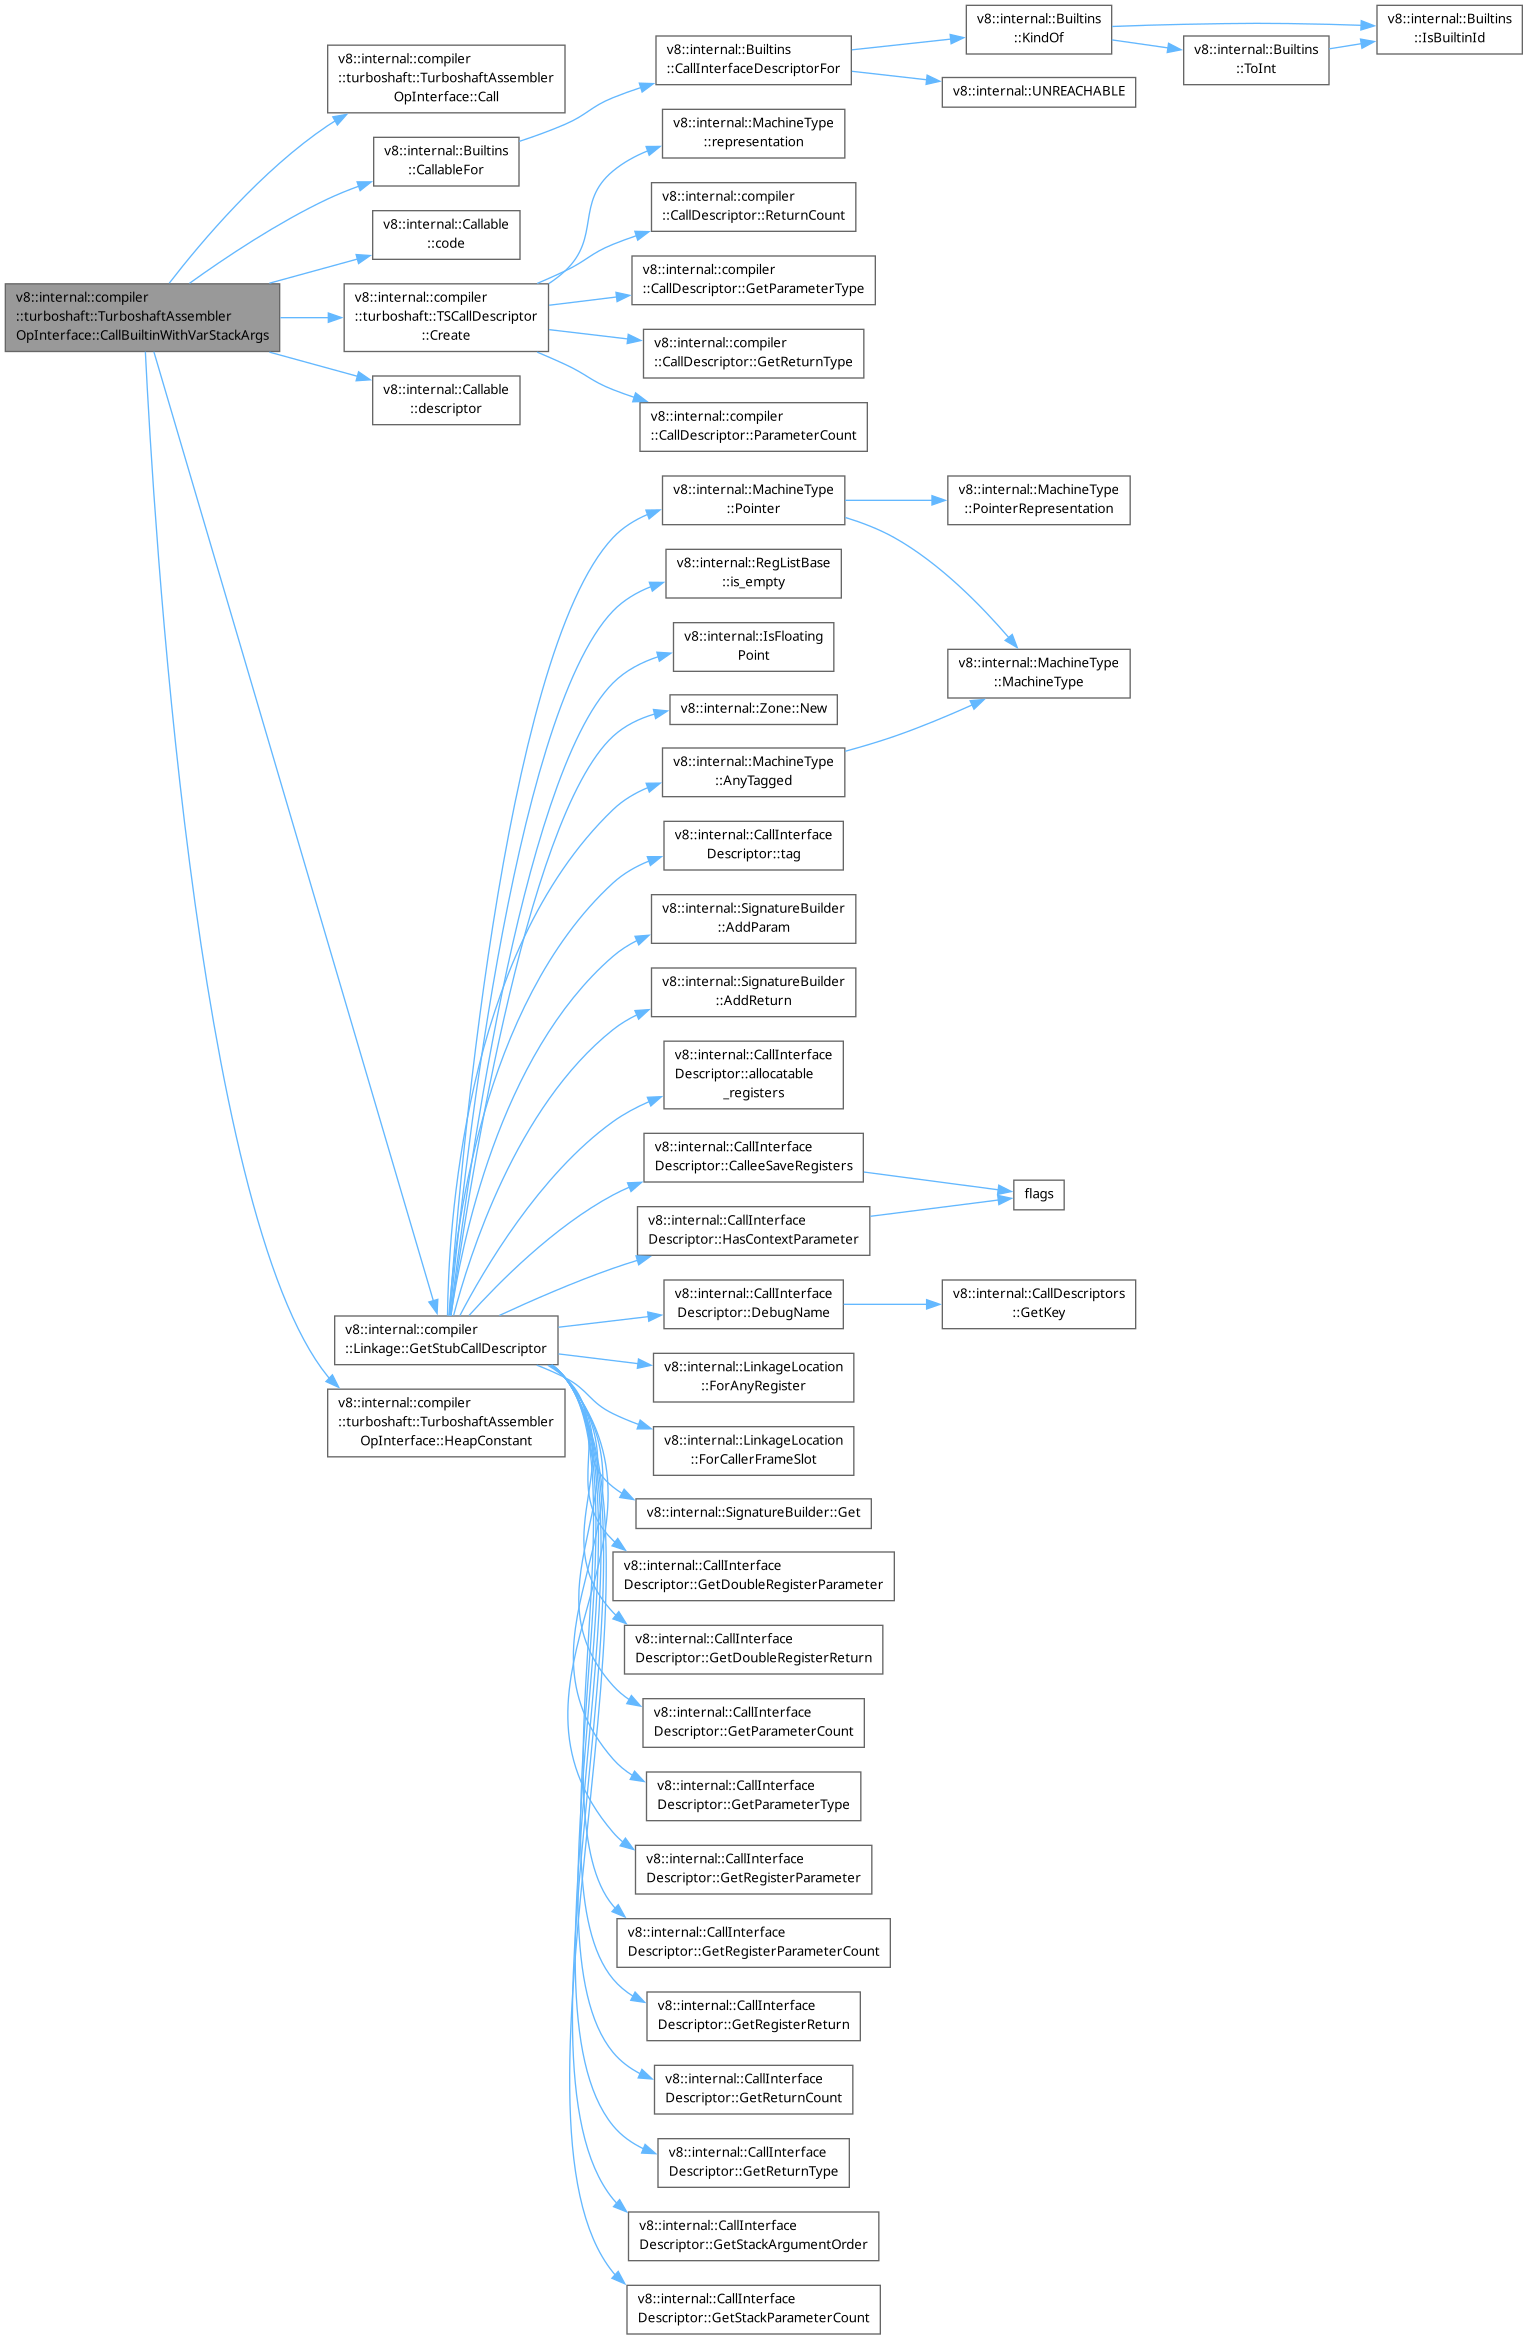 v8::internal::compiler
::turboshaft::TurboshaftAssembler
OpInterface::CallBuiltinWithVarStackArgs
v8::internal::compiler
::turboshaft::TurboshaftAssembler
OpInterface::Call
v8::internal::Builtins
::CallableFor
v8::internal::Callable
::code
v8::internal::compiler
::turboshaft::TSCallDescriptor
::Create
v8::internal::Callable
::descriptor
v8::internal::compiler
::Linkage::GetStubCallDescriptor
v8::internal::compiler
::turboshaft::TurboshaftAssembler
OpInterface::HeapConstant
v8::internal::Builtins
::CallInterfaceDescriptorFor
v8::internal::MachineType
::representation
v8::internal::compiler
::CallDescriptor::ReturnCount
v8::internal::compiler
::CallDescriptor::GetParameterType
v8::internal::compiler
::CallDescriptor::GetReturnType
v8::internal::compiler
::CallDescriptor::ParameterCount
v8::internal::MachineType
::Pointer
v8::internal::RegListBase
::is_empty
v8::internal::IsFloating
Point
v8::internal::Zone::New
v8::internal::MachineType
::AnyTagged
v8::internal::CallInterface
Descriptor::tag
v8::internal::SignatureBuilder
::AddParam
v8::internal::SignatureBuilder
::AddReturn
v8::internal::CallInterface
Descriptor::allocatable
_registers
v8::internal::CallInterface
Descriptor::CalleeSaveRegisters
v8::internal::CallInterface
Descriptor::HasContextParameter
v8::internal::CallInterface
Descriptor::DebugName
v8::internal::LinkageLocation
::ForAnyRegister
v8::internal::LinkageLocation
::ForCallerFrameSlot
v8::internal::SignatureBuilder::Get
v8::internal::CallInterface
Descriptor::GetDoubleRegisterParameter
v8::internal::CallInterface
Descriptor::GetDoubleRegisterReturn
v8::internal::CallInterface
Descriptor::GetParameterCount
v8::internal::CallInterface
Descriptor::GetParameterType
v8::internal::CallInterface
Descriptor::GetRegisterParameter
v8::internal::CallInterface
Descriptor::GetRegisterParameterCount
v8::internal::CallInterface
Descriptor::GetRegisterReturn
v8::internal::CallInterface
Descriptor::GetReturnCount
v8::internal::CallInterface
Descriptor::GetReturnType
v8::internal::CallInterface
Descriptor::GetStackArgumentOrder
v8::internal::CallInterface
Descriptor::GetStackParameterCount
v8::internal::Builtins
::KindOf
v8::internal::UNREACHABLE
v8::internal::MachineType
::PointerRepresentation
v8::internal::MachineType
::MachineType
flags
v8::internal::CallDescriptors
::GetKey
v8::internal::Builtins
::ToInt
v8::internal::Builtins
::IsBuiltinId